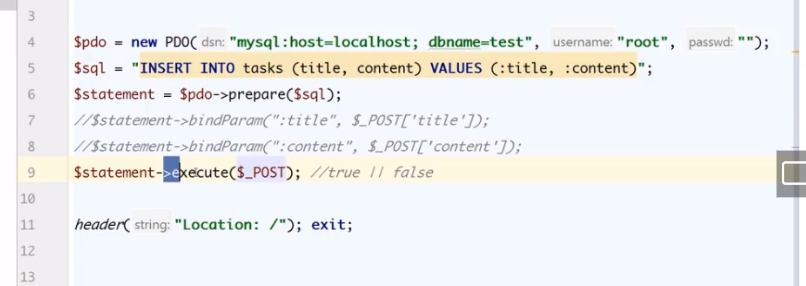 3
4 $pdo = new PDO( dsn: "mysql:host=localhost; dbname=test", username: "root", passwd: "");
5 $sql = "INSERT INTO tasks (title, content) VALUES (:title, :content)";
6 $statement = $pdo->prepare($sql);
7 //$statement->bindParam(":title", $_POST['title']);
8 //$statement->bindParam(":content", $_POST['content']);
9 $statement->execute($_POST); //true || false
10
11 header( string: "Location: /"); exit;
12
13